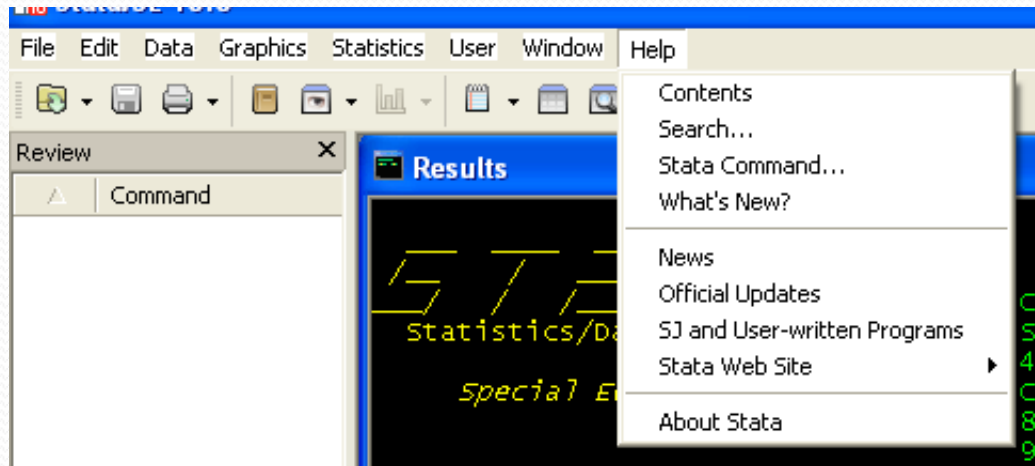 File Edit Data Graphics Statistics User Window Help
Contents
Search...
Stata Command...
What's New?
News
Official Updates
SJ and User-written Programs
Stata Web Site
About Stata
Review
Command
Results
Statistics/Da
Special E